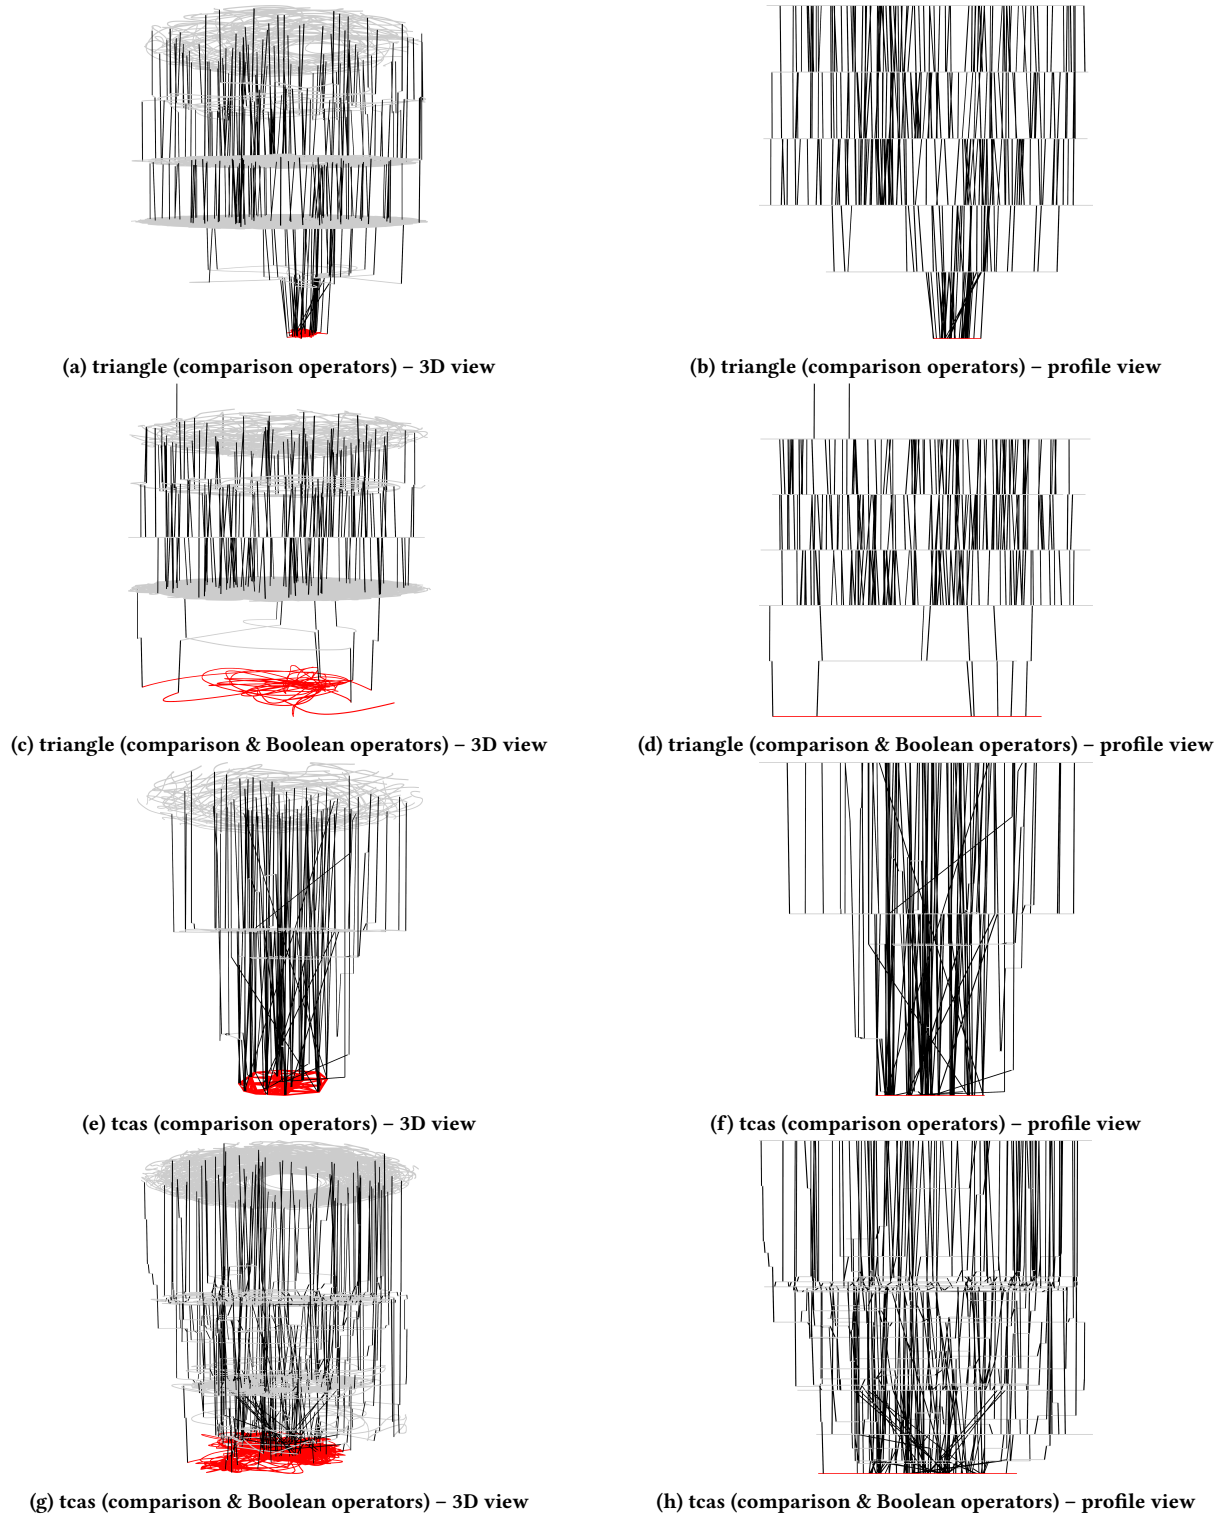 (a) triangle (comparison operators) – 3D view
(b) triangle (comparison operators) – profile view
(c) triangle (comparison & Boolean operators) – 3D view
(d) triangle (comparison & Boolean operators) – profile view
(e) tcas (comparison operators) – 3D view
(f) tcas (comparison operators) – profile view
(g) tcas (comparison & Boolean operators) – 3D view
(h) tcas (comparison & Boolean operators) – profile view